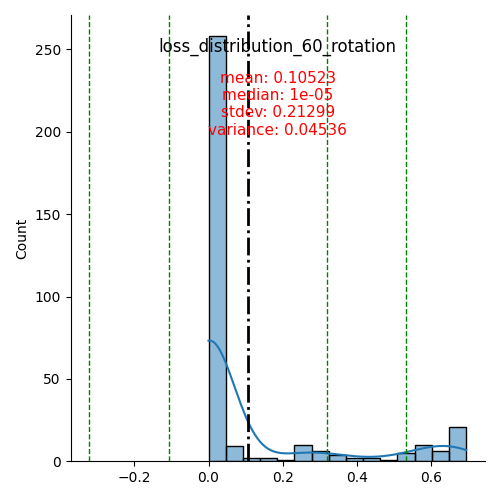 loss_distribution_60_rotation
mean: 0.10523
median: 1e-05
stdev: 0.21299
variance: 0.04536
Count
250
200
150
100
50
0
−0.2 0.0 0.2 0.4 0.6